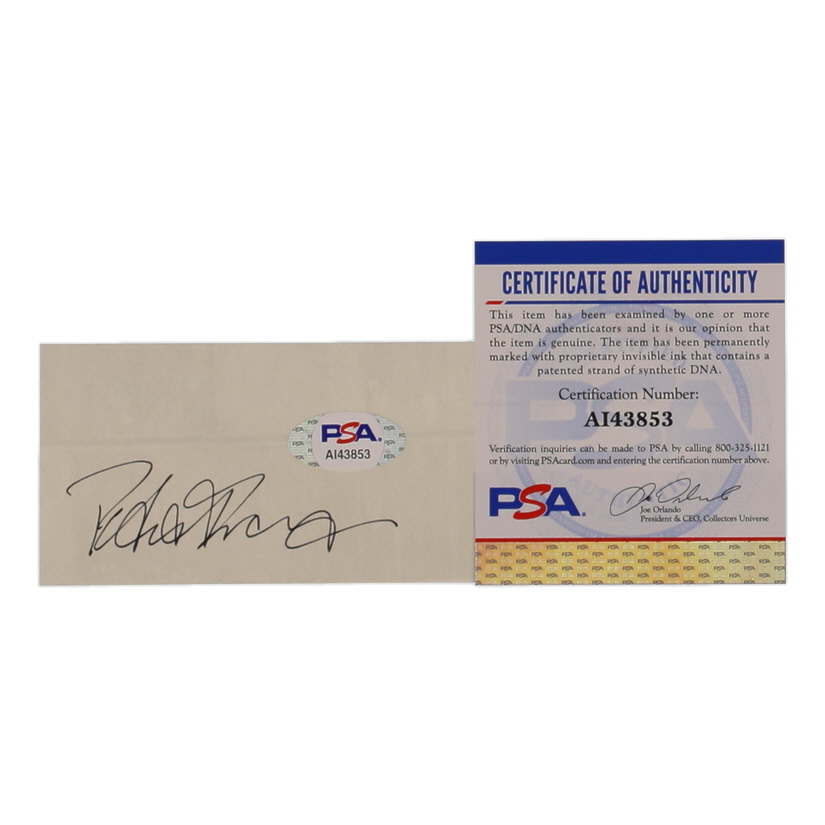 PSA
AI43853
CERTIFICATE OF AUTHENTICITY
This item has been examined by one or more
PSA/DNA authenticators and it is our opinion that
the item is genuine. The item has been permanently
marked with proprietary invisible ink that contains a
patented strand of synthetic DNA.
Certification Number:
AI43853
Verification inquiries can be made to PSA by calling 800-325-1121
or by visiting PSAcard.com and entering the certification number above.
PSA
Joe Orlando
President & CEO, Collectors Universe